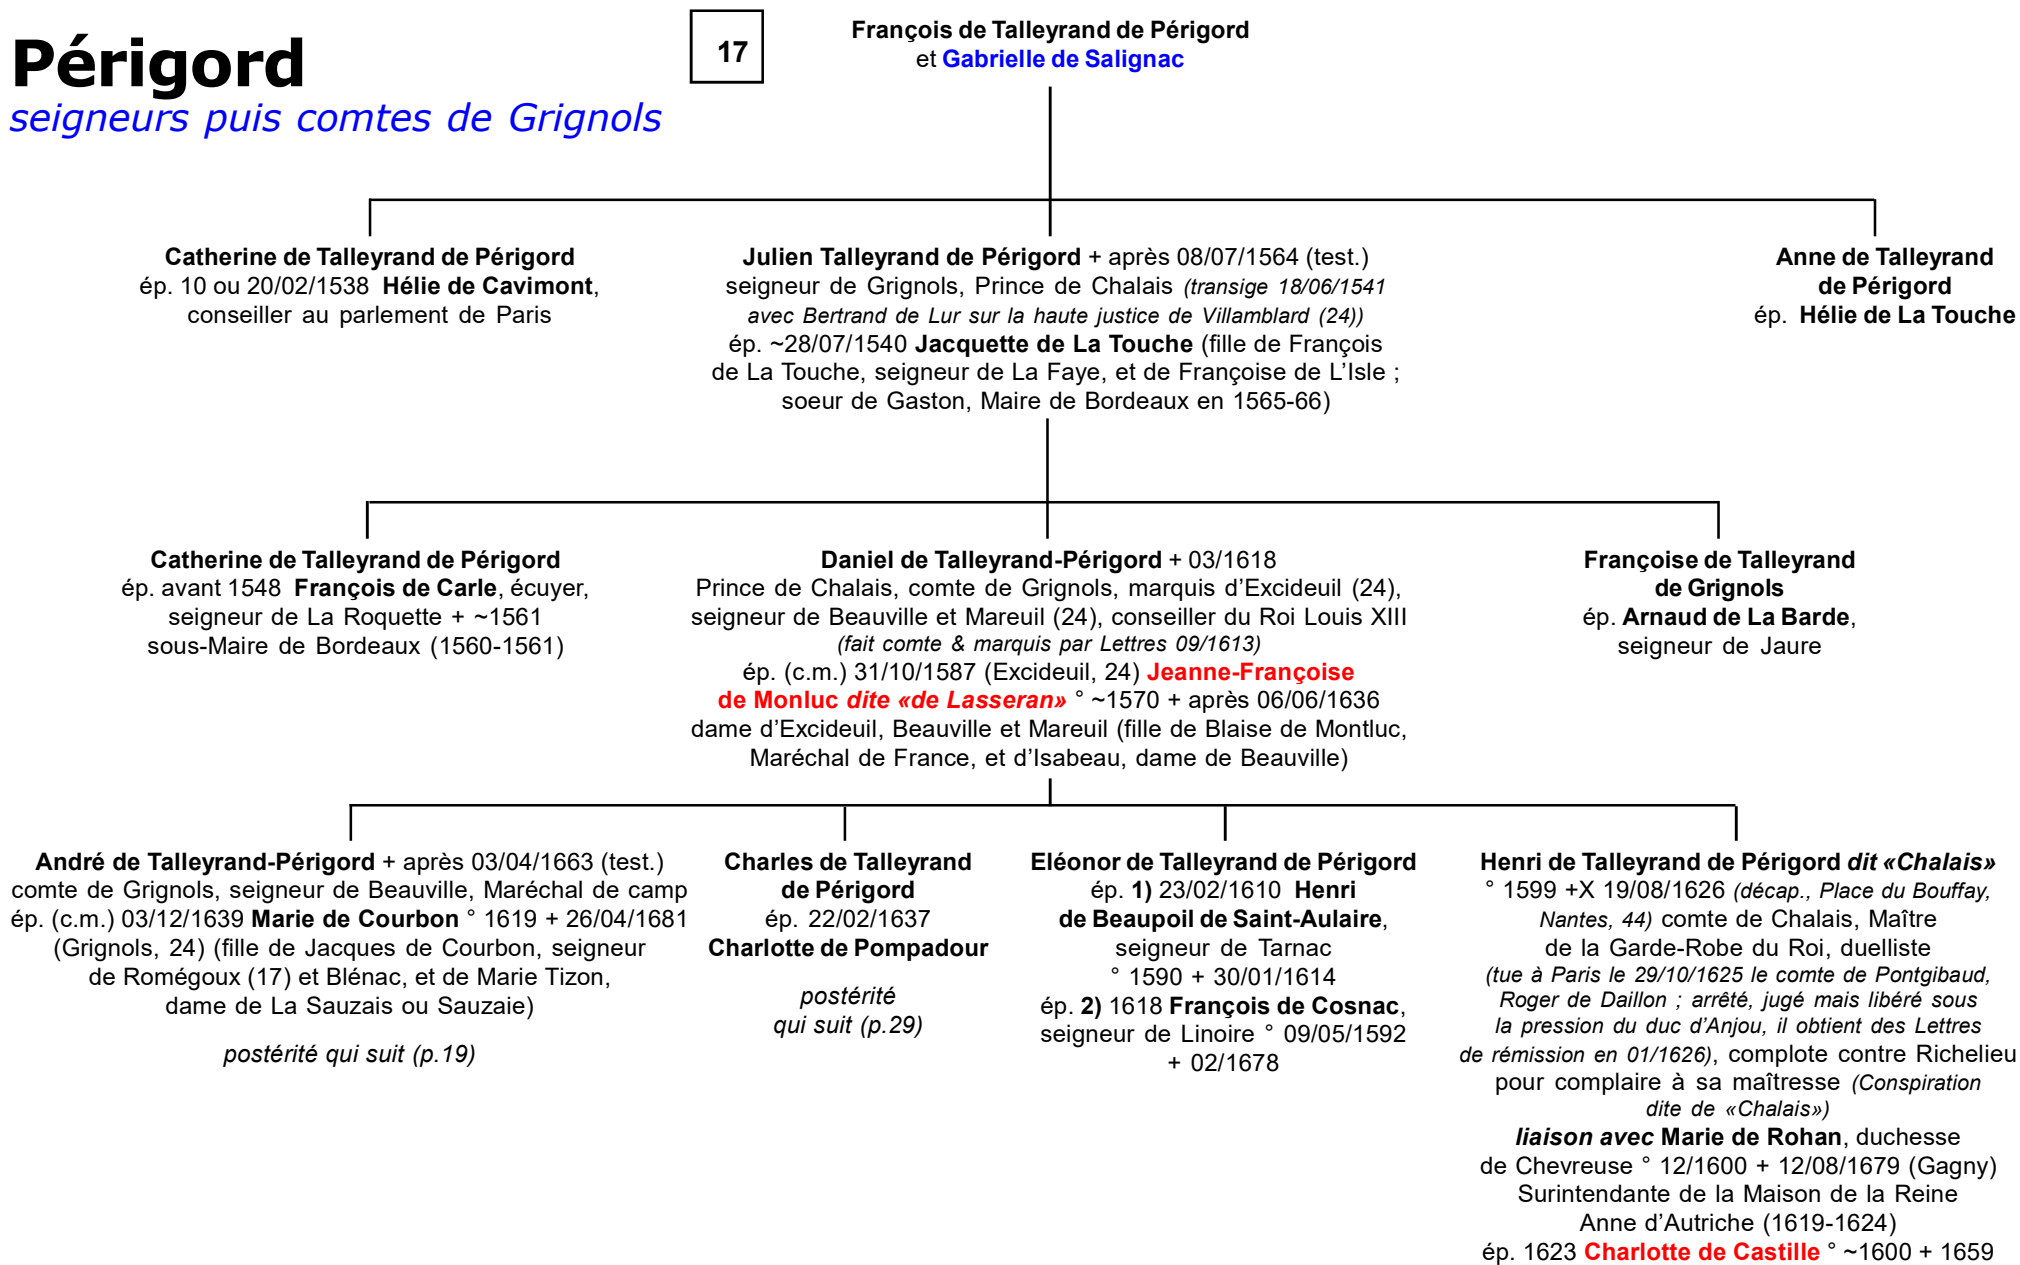 Périgord
seigneurs puis comtes de Grignols
17
François de Talleyrand de Périgord
et Gabrielle de Salignac
Catherine de Talleyrand de Périgord
ép. 10 ou 20/02/1538 Hélie de Cavimont,
conseiller au parlement de Paris
Julien Talleyrand de Périgord + après 08/07/1564 (test.)
seigneur de Grignols, Prince de Chalais (transige 18/06/1541
avec Bertrand de Lur sur la haute justice de Villamblard (24))
ép. ~28/07/1540 Jacquette de La Touche (fille de François
de La Touche, seigneur de La Faye, et de Françoise de L’Isle ;
soeur de Gaston, Maire de Bordeaux en 1565-66)
Anne de Talleyrand
de Périgord
ép. Hélie de La Touche
Catherine de Talleyrand de Périgord
ép. avant 1548 François de Carle, écuyer,
seigneur de La Roquette + ~1561
sous-Maire de Bordeaux (1560-1561)
Daniel de Talleyrand-Périgord + 03/1618
Prince de Chalais, comte de Grignols, marquis d’Excideuil (24),
seigneur de Beauville et Mareuil (24), conseiller du Roi Louis XIII
(fait comte & marquis par Lettres 09/1613)
ép. (c.m.) 31/10/1587 (Excideuil, 24) Jeanne-Françoise
de Monluc dite «de Lasseran» ° ~1570 + après 06/06/1636
dame d’Excideuil, Beauville et Mareuil (fille de Blaise de Montluc,
Maréchal de France, et d’Isabeau, dame de Beauville)
Françoise de Talleyrand
de Grignols
ép. Arnaud de La Barde,
seigneur de Jaure
André de Talleyrand-Périgord + après 03/04/1663 (test.)
comte de Grignols, seigneur de Beauville, Maréchal de camp
ép. (c.m.) 03/12/1639 Marie de Courbon ° 1619 + 26/04/1681
(Grignols, 24) (fille de Jacques de Courbon, seigneur
de Romégoux (17) et Blénac, et de Marie Tizon,
dame de La Sauzais ou Sauzaie)
postérité qui suit (p.19)
Charles de Talleyrand
de Périgord
ép. 22/02/1637
Charlotte de Pompadour
postérité
qui suit (p.29)
Eléonor de Talleyrand de Périgord
ép. 1) 23/02/1610 Henri
de Beaupoil de Saint-Aulaire,
seigneur de Tarnac
° 1590 + 30/01/1614
ép. 2) 1618 François de Cosnac,
seigneur de Linoire ° 09/05/1592
+ 02/1678
Henri de Talleyrand de Périgord dit «Chalais»
° 1599 +X 19/08/1626 (décap., Place du Bouffay,
Nantes, 44) comte de Chalais, Maître
de la Garde-Robe du Roi, duelliste
(tue à Paris le 29/10/1625 le comte de Pontgibaud,
Roger de Daillon ; arrêté, jugé mais libéré sous
la pression du duc d’Anjou, il obtient des Lettres
de rémission en 01/1626), complote contre Richelieu
pour complaire à sa maîtresse (Conspiration
dite de «Chalais»)
liaison avec Marie de Rohan, duchesse
de Chevreuse ° 12/1600 + 12/08/1679 (Gagny)
Surintendante de la Maison de la Reine
Anne d’Autriche (1619-1624)
ép. 1623 Charlotte de Castille ° ~1600 + 1659